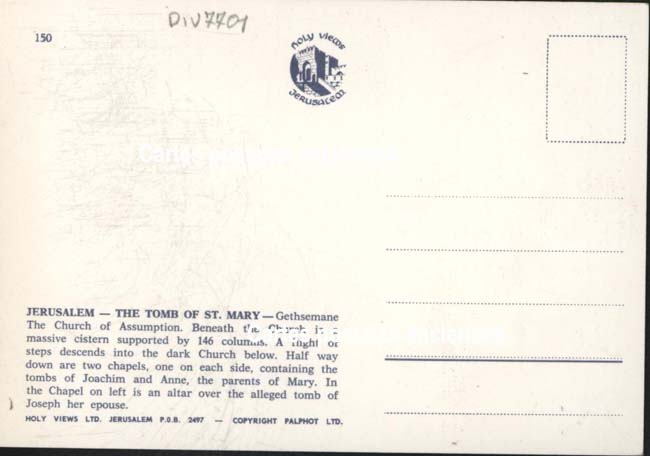 DIV7701
150
HOLY VIEWS
JERUSALEM
JERUSALEM — THE TOMB OF ST. MARY — Gethsemane
The Church of Assumption. Beneath the Church is a
massive cistern supported by 146 columns. A flight of
steps descends into the dark Church below. Half way
down are two chapels, one on each side, containing the
tombs of Joachim and Anne, the parents of Mary. In
the Chapel on left is an altar over the alleged tomb of
Joseph her epouse.
HOLY VIEWS LTD. JERUSALEM P.O.B. 2497 — COPYRIGHT PALPHOT LTD.